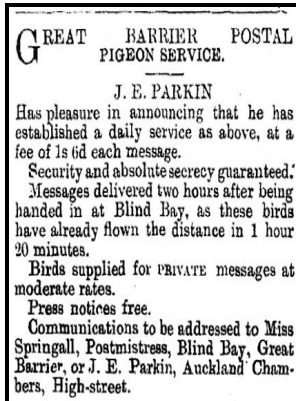 GREAT BARRIER POSTAL
PIGEON SERVICE.
J. E. PARKIN
Has pleasure in announcing that he has
established a daily service as above, at a
fee of 1s 6d each message.
Security and absolute secrecy guaranteed.
Messages delivered two hours after being
handed in at Blind Bay, as these birds
have already flown the distance in 1 hour
20 minutes.
Birds supplied for PRIVATE messages at
moderate rates.
Press notices free.
Communications to be addressed to Miss
Springall, Postmistress, Blind Bay, Great
Barrier, or J. E. Parkin, Auckland Cham-
bers, High-street.